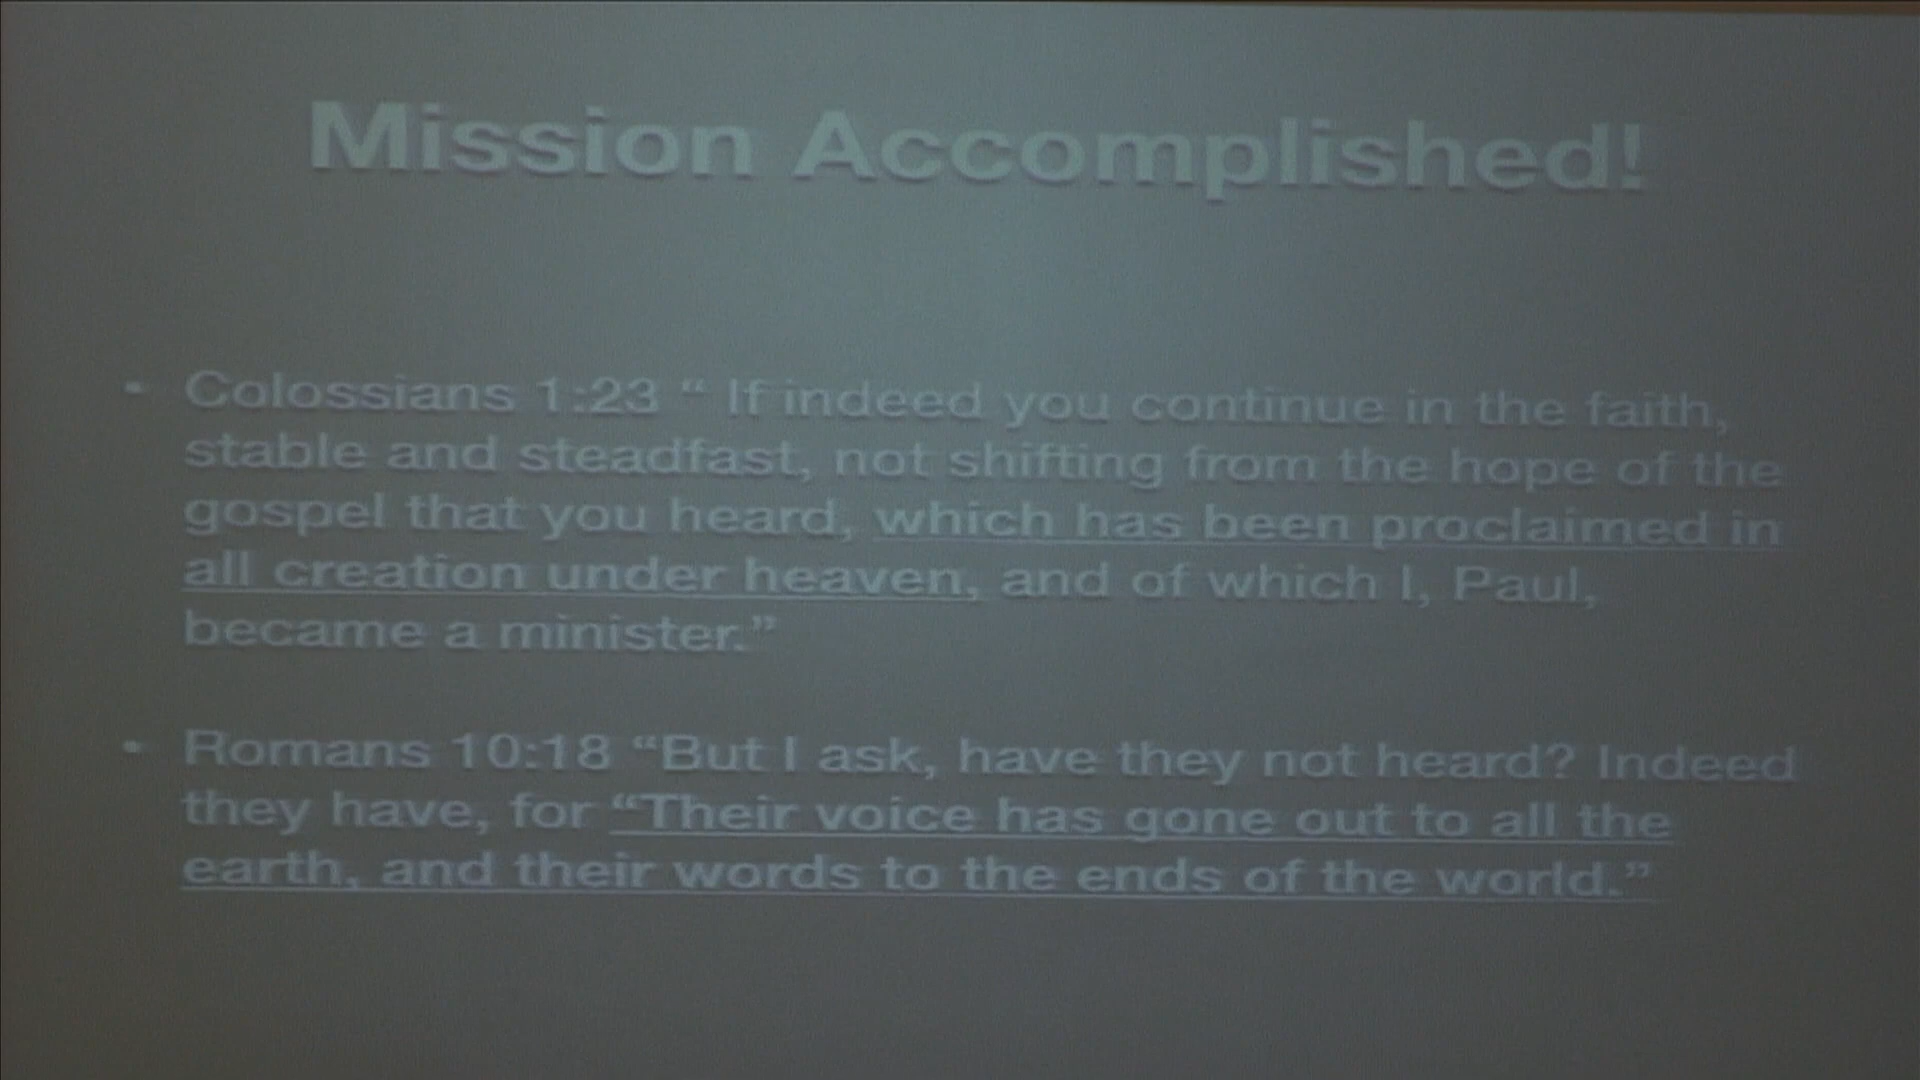 Mission Accomplished!
• Colossians 1:23 “ If indeed you continue in the faith,
stable and steadfast, not shifting from the hope of the
gospel that you heard, which has been proclaimed in
all creation under heaven, and of which I, Paul,
became a minister.”
• Romans 10:18 “But I ask, have they not heard? Indeed
they have, for “Their voice has gone out to all the
earth, and their words to the ends of the world.”